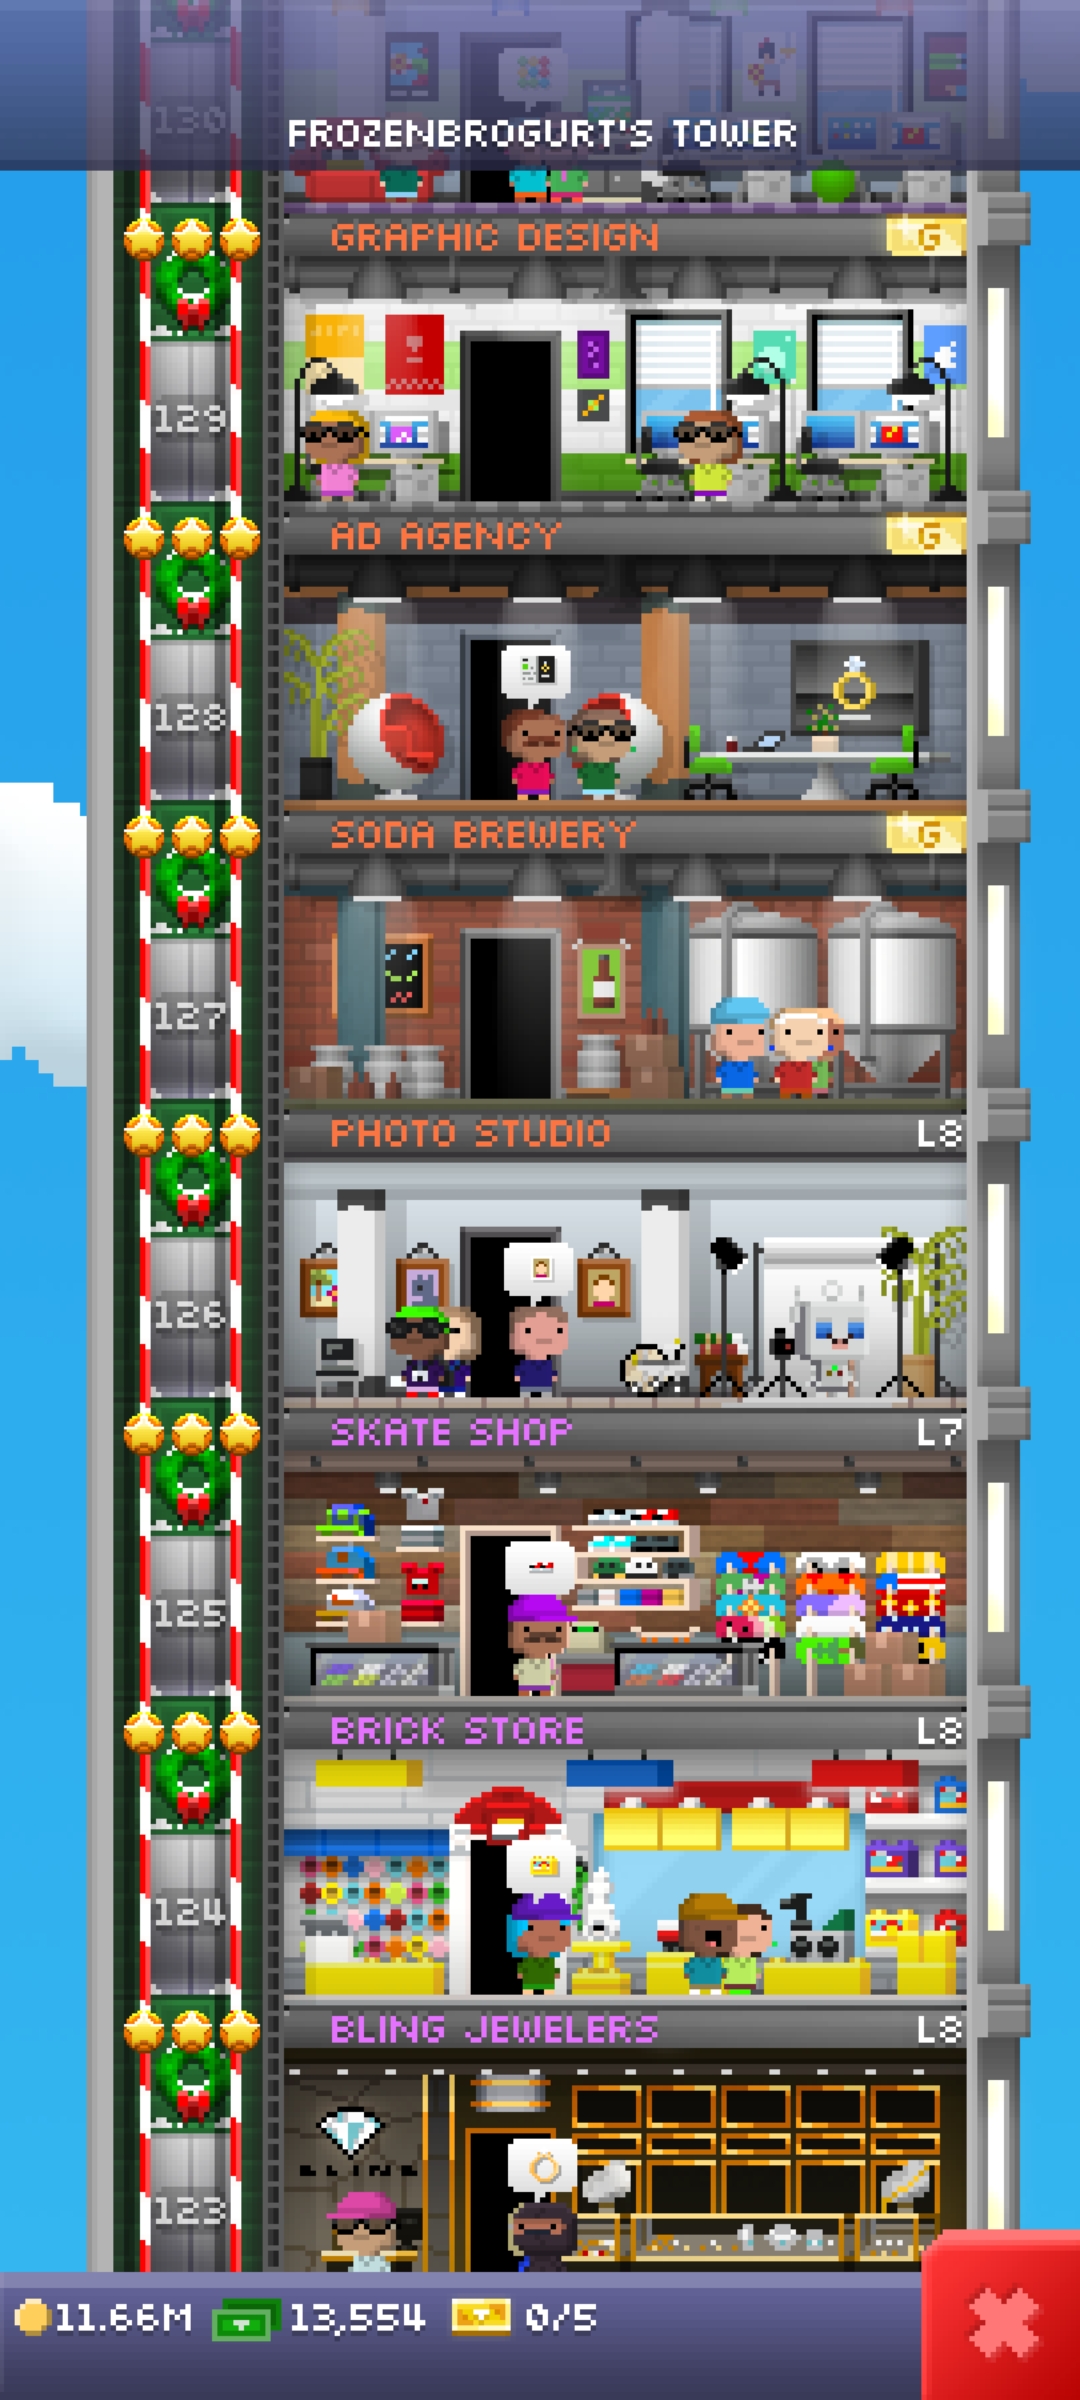 130
FROZENBROGURT'S TOWER
GRAPHIC DESIGN G
129
AD AGENCY G
128
SODA BREWERY G
127
PHOTO STUDIO L8
126
SKATE SHOP L7
125
BRICK STORE L8
124
BLING JEWELERS L8
BLING
123
11.66M 13,554 0/5